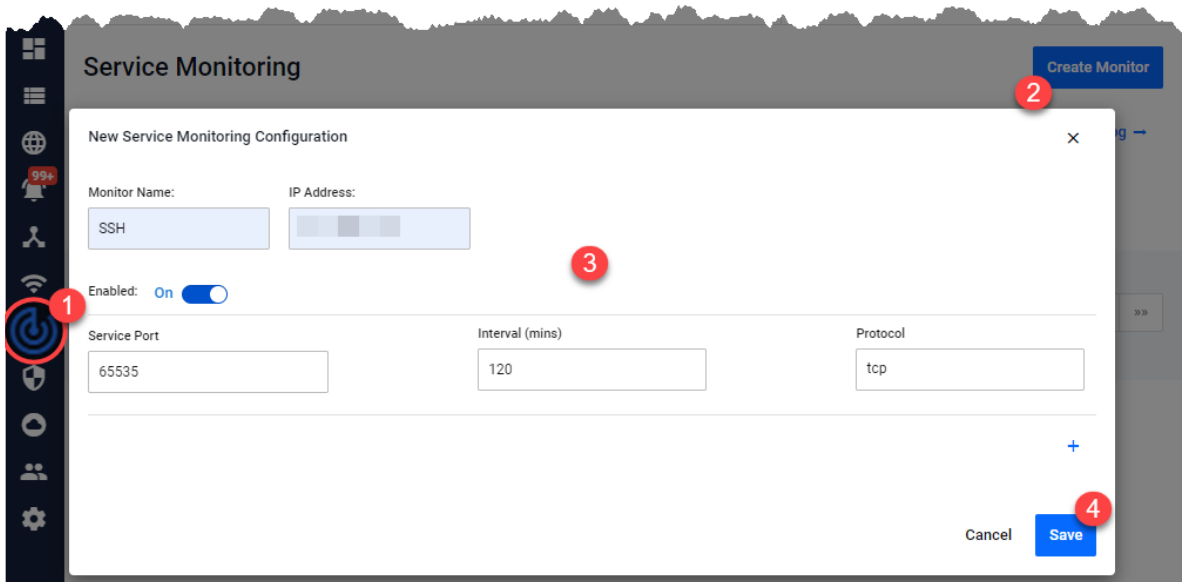 Service Monitoring
Create Monitor
2
New Service Monitoring Configuration
×
→
99+
Monitor Name:
IP Address:
SSH
3
Enabled:
On
1
»»
Service Port
Interval (mins)
Protocol
65535
120
tcp
+
4
Cancel
Save